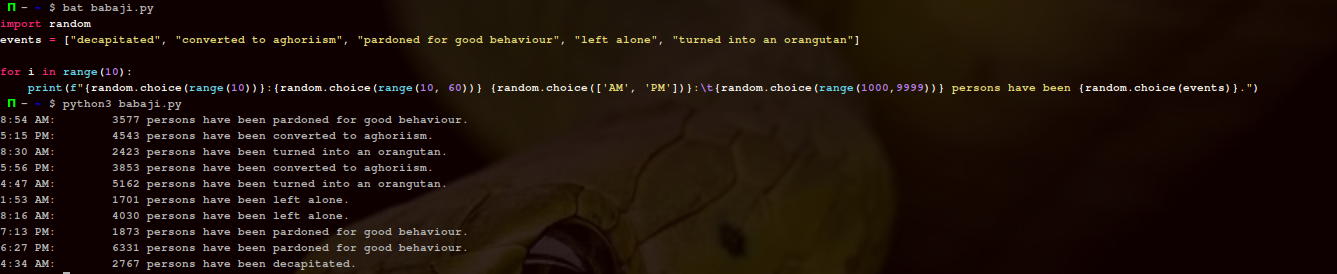 П ~ ~ $ bat babaji.py
import random
events = ["decapitated", "converted to aghoriism", "pardoned for good behaviour", "left alone", "turned into an orangutan"]
for i in range(10):
    print(f"{random.choice(range(10))}:{random.choice(range(10, 60))} {random.choice(['AM', 'PM'])}:\t{random.choice(range(1000,9999))} persons have been {random.choice(events)}.")
П ~ ~ $ python3 babaji.py
8:54 AM:        3577 persons have been pardoned for good behaviour.
5:15 PM:        4543 persons have been converted to aghoriism.
8:30 AM:        2423 persons have been turned into an orangutan.
5:56 PM:        3853 persons have been converted to aghoriism.
4:47 AM:        5162 persons have been turned into an orangutan.
1:53 AM:        1701 persons have been left alone.
8:16 AM:        4030 persons have been left alone.
7:13 PM:        1873 persons have been pardoned for good behaviour.
6:27 PM:        6331 persons have been pardoned for good behaviour.
4:34 AM:        2767 persons have been decapitated.